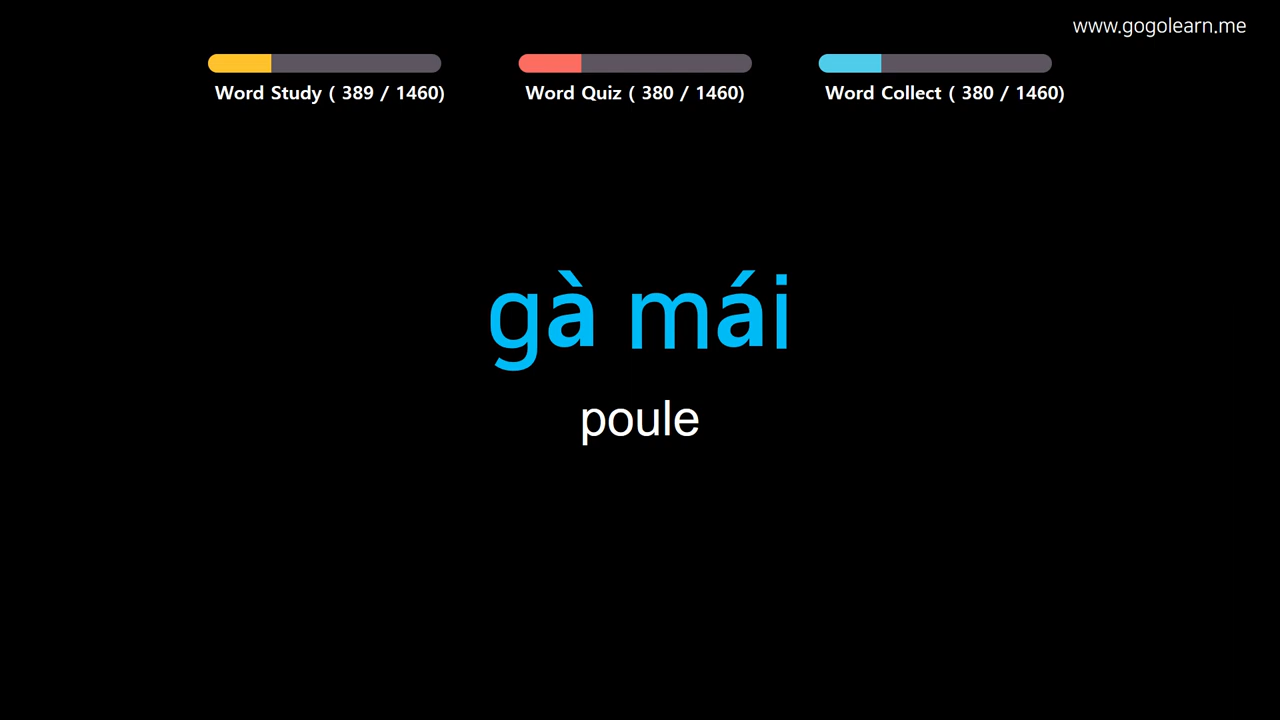 www.gogolearn.me
Word Study ( 389 / 1460)
Word Quiz ( 380 / 1460)
Word Collect ( 380 / 1460)
gà mái
poule